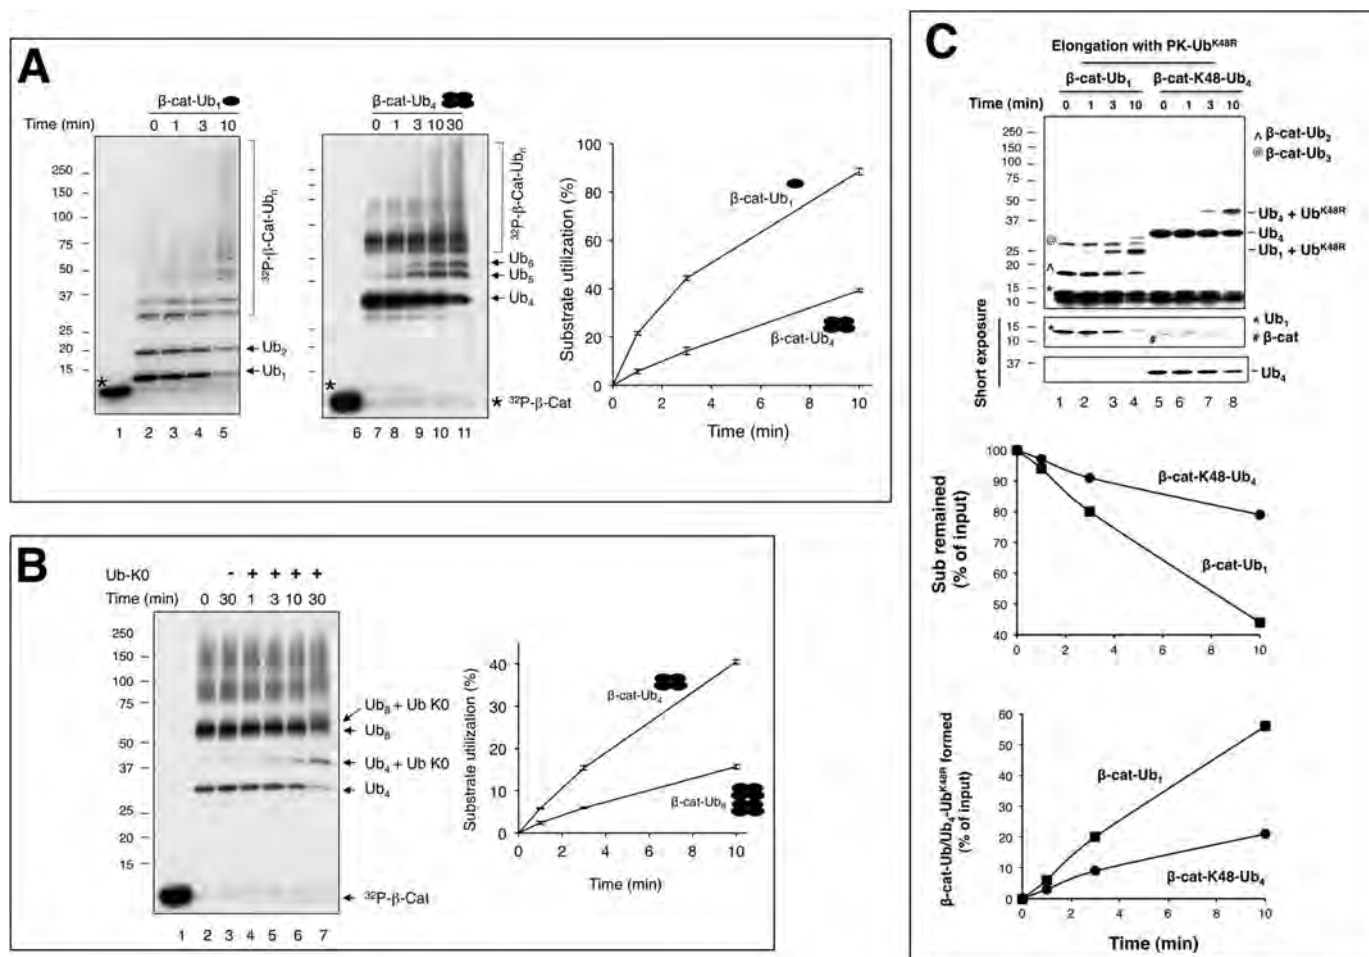 A
β-cat-Ub₁
Time (min) 0 1 3 10
250
150
100
75
50
37
25
20
15
*
³²P-β-Cat-Ubₙ
Ub₂
Ub₁
1 2 3 4 5
β-cat-Ub₄
0 1 3 10 30
³²P-β-Cat-Ubₙ
Ub₆
Ub₅
Ub₄
*
* ³²P-β-Cat
6 7 8 9 10 11
Substrate utilization (%)
100
80
60
40
20
0
β-cat-Ub₁
β-cat-Ub₄
0 2 4 6 8 10
Time (min)
B
Ub-K0 - + + + +
Time (min) 0 30 1 3 10 30
250
150
100
75
50
37
25
20
15
Ub₈ + Ub K0
Ub₈
Ub₄ + Ub K0
Ub₄
³²P-β-Cat
1 2 3 4 5 6 7
Substrate utilization (%)
40
20
10
0
β-cat-Ub₄
β-cat-Ub₈
0 2 4 6 8 10
Time (min)
C
Elongation with PK-Ubᴷ⁴⁸ᴿ
β-cat-Ub₁ β-cat-K48-Ub₄
Time (min) 0 1 3 10 0 1 3 10
250
150
100
75
50
37
25
20
15
10
@
^
*
^ β-cat-Ub₂
@ β-cat-Ub₃
Ub₄ + Ubᴷ⁴⁸ᴿ
Ub₄
Ub₁ + Ubᴷ⁴⁸ᴿ
Short exposure
15
10
*
#
* Ub₁
# β-cat
37
Ub₄
1 2 3 4 5 6 7 8
Sub remained
(% of input)
100
90
80
70
60
50
40
β-cat-K48-Ub₄
β-cat-Ub₁
0 2 4 6 8 10
Time (min)
β-cat-Ub/Ub₄-Ubᴷ⁴⁸ᴿ formed
(% of input)
60
50
40
30
20
10
0
β-cat-Ub₁
β-cat-K48-Ub₄
0 2 4 6 8 10
Time (min)